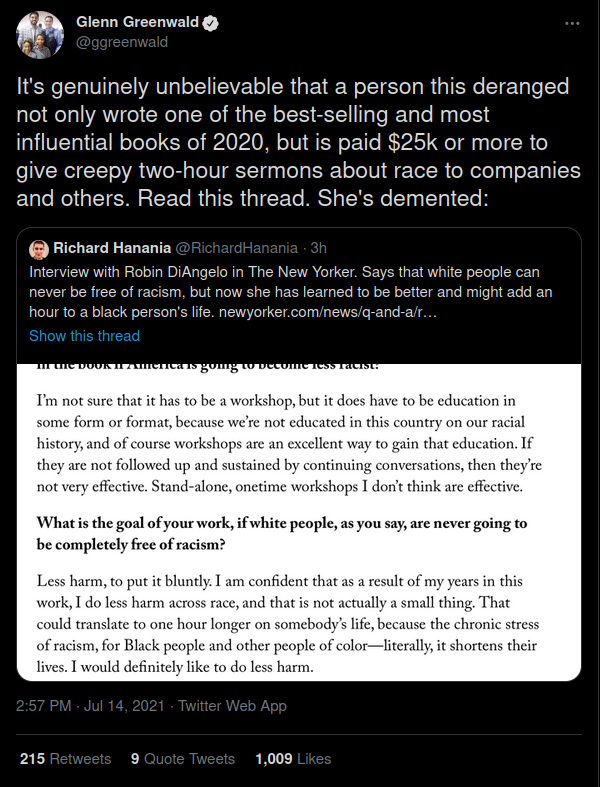 Glenn Greenwald
@ggreenwald
It's genuinely unbelievable that a person this deranged
not only wrote one of the best-selling and most
influential books of 2020, but is paid $25k or more to
give creepy two-hour sermons about race to companies
and others. Read this thread. She's demented:
Richard Hanania @RichardHanania · 3h
Interview with Robin DiAngelo in The New Yorker. Says that white people can
never be free of racism, but now she has learned to be better and might add an
hour to a black person's life. newyorker.com/news/q-and-a/r…
Show this thread
in the book if America is going to become less racist?
I'm not sure that it has to be a workshop, but it does have to be education in
some form or format, because we're not educated in this country on our racial
history, and of course workshops are an excellent way to gain that education. If
they are not followed up and sustained by continuing conversations, then they're
not very effective. Stand-alone, onetime workshops I don't think are effective.
What is the goal of your work, if white people, as you say, are never going to
be completely free of racism?
Less harm, to put it bluntly. I am confident that as a result of my years in this
work, I do less harm across race, and that is not actually a small thing. That
could translate to one hour longer on somebody's life, because the chronic stress
of racism, for Black people and other people of color—literally, it shortens their
lives. I would definitely like to do less harm.
2:57 PM · Jul 14, 2021 · Twitter Web App
215 Retweets 9 Quote Tweets 1,009 Likes